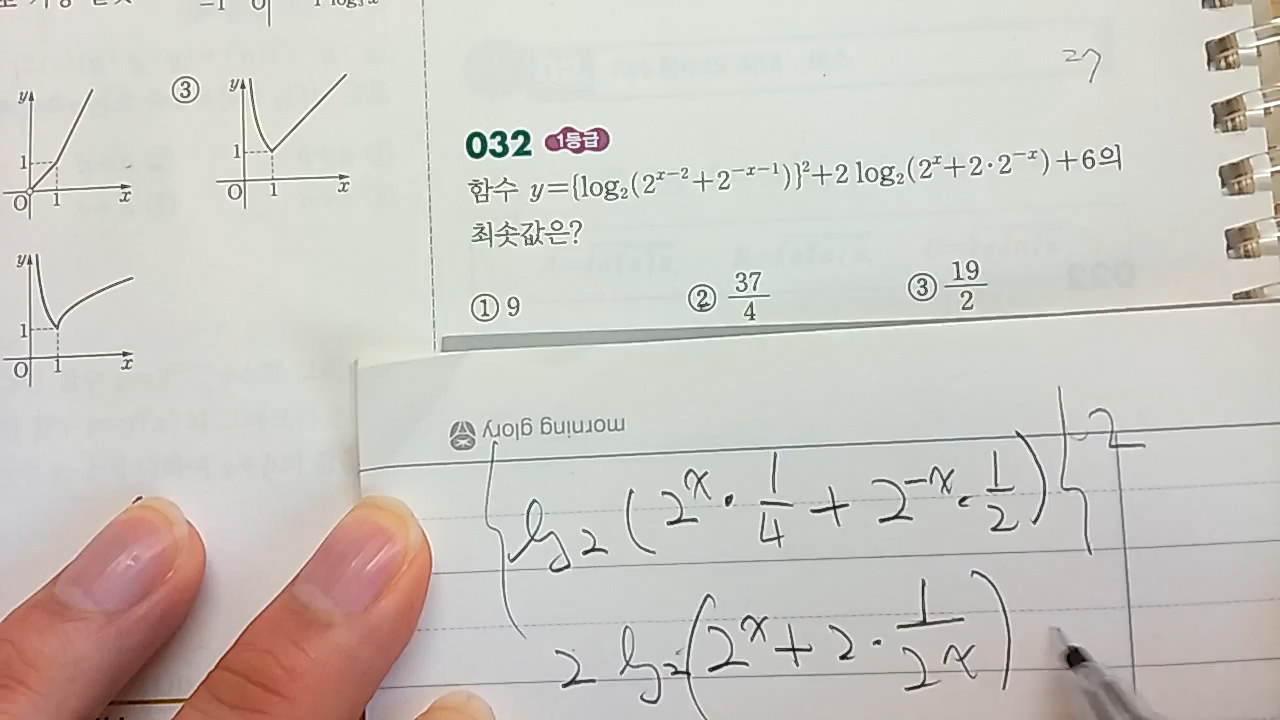 ③
y
1
O
1
x
y
1
O
1
x
y
1
O
1
x
27
032 1등급
함수 y={log₂(2^{x-2}+2^{-x-1})}²+2 log₂(2^x+2·2^{-x})+6의
최솟값은?
① 9 ② 37/4 ③ 19/2
morning glory
{log₂(2^x·1/4+2^{-x}·1/2)}²
2 log₂(2^x+2·1/2^x)